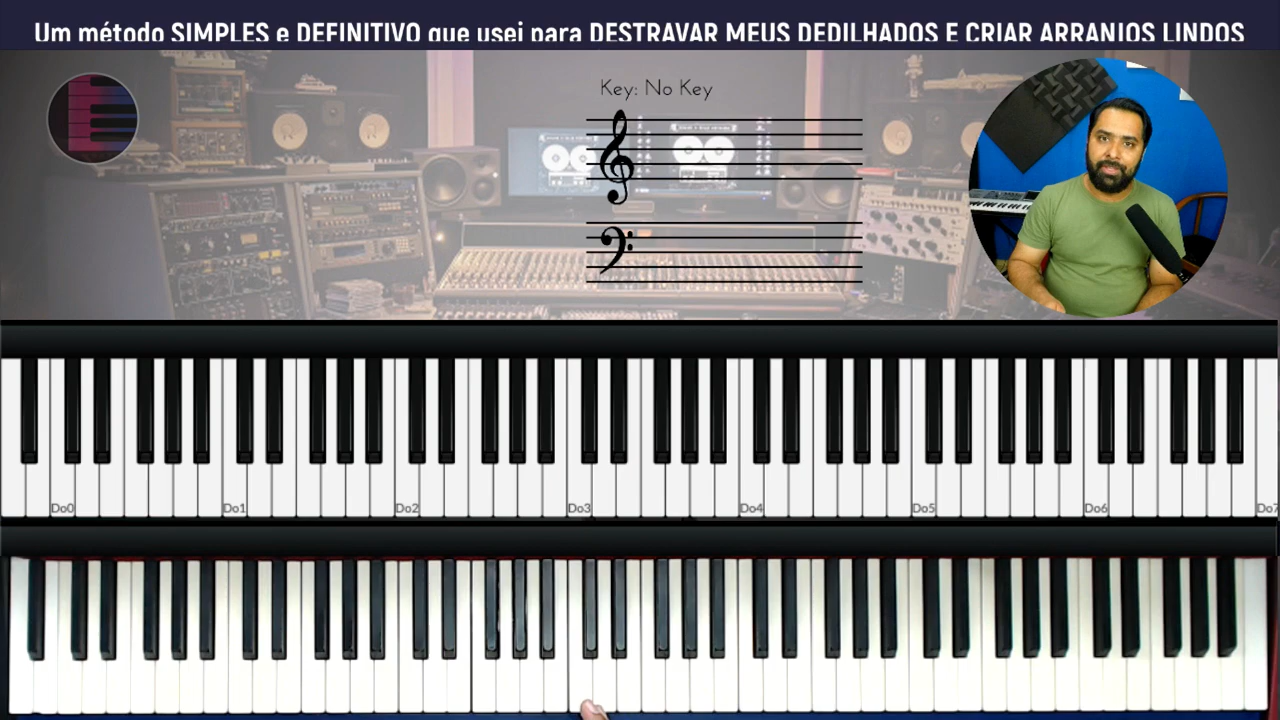 Um método SIMPLES e DEFINITIVO que usei para DESTRAVAR MEUS DEDILHADOS E CRIAR ARRANJOS LINDOS
Key: No Key
Do0 Do1 Do2 Do3 Do4 Do5 Do6 Do7